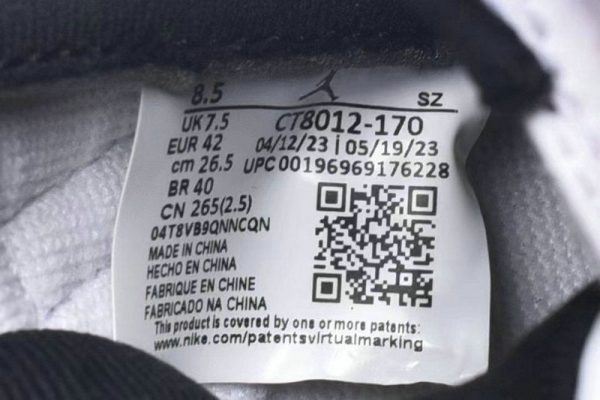 8.5 SZ
UK 7.5 CT8012-170
EUR 42 04/12/23 | 05/19/23
cm 26.5 UPC 00196969176228
BR 40
CN 265(2.5)
04T8VB9QNNCQN
MADE IN CHINA
HECHO EN CHINA
FABRIQUE EN CHINE
FABRICADO NA CHINA
This product is covered by one or more patents:
www.nike.com/patentsvirtualmarking